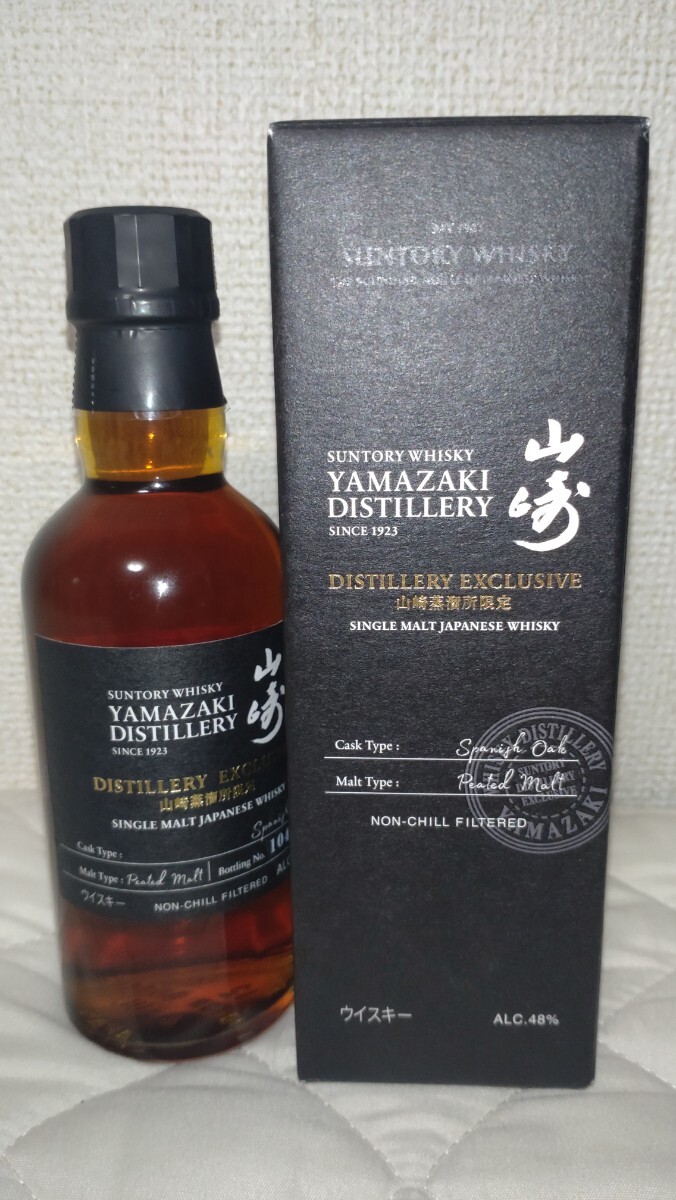 SUNTORY WHISKY
SUNTORY WHISKY
YAMAZAKI
DISTILLERY
SINCE 1923
山崎
DISTILLERY EXCLUSIVE
山崎蒸溜所限定
SINGLE MALT JAPANESE WHISKY
Cask Type : Spanish Oak
Malt Type : Peated Malt
NON-CHILL FILTERED
DISTILLERY
YAMAZAKI
SUNTORY
EXCLUSIVE
ウイスキー ALC.48%
SUNTORY WHISKY
YAMAZAKI
DISTILLERY
SINCE 1923
山崎
DISTILLERY
山崎蒸溜所限定
SINGLE MALT JAPANESE WHISKY
Cask Type :
Malt Type : Peated Malt Bottling No. 104
ウイスキー NON-CHILL FILTERED